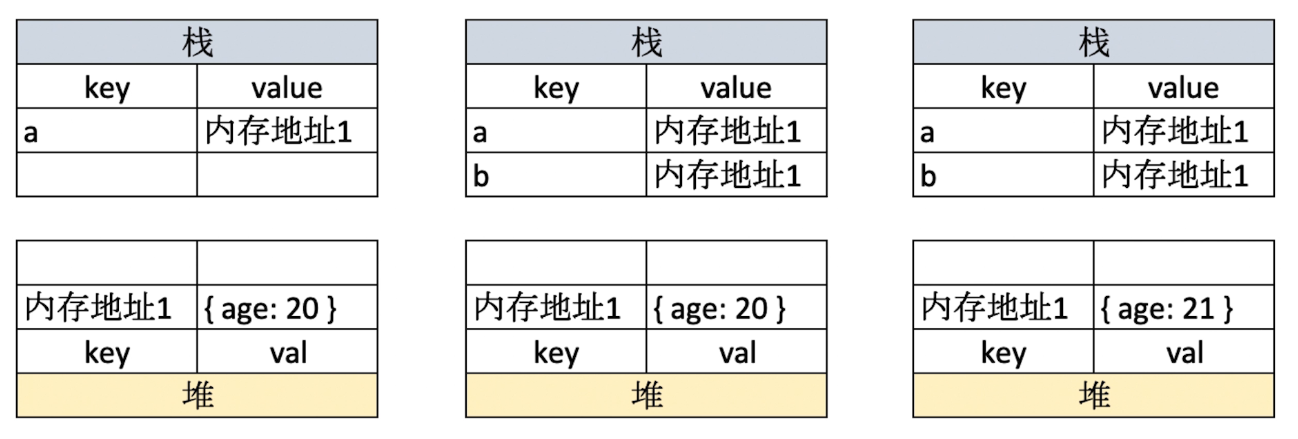 栈
key value
a 内存地址1
内存地址1 { age: 20 }
key val
堆
栈
key value
a 内存地址1
b 内存地址1
内存地址1 { age: 20 }
key val
堆
栈
key value
a 内存地址1
b 内存地址1
内存地址1 { age: 21 }
key val
堆